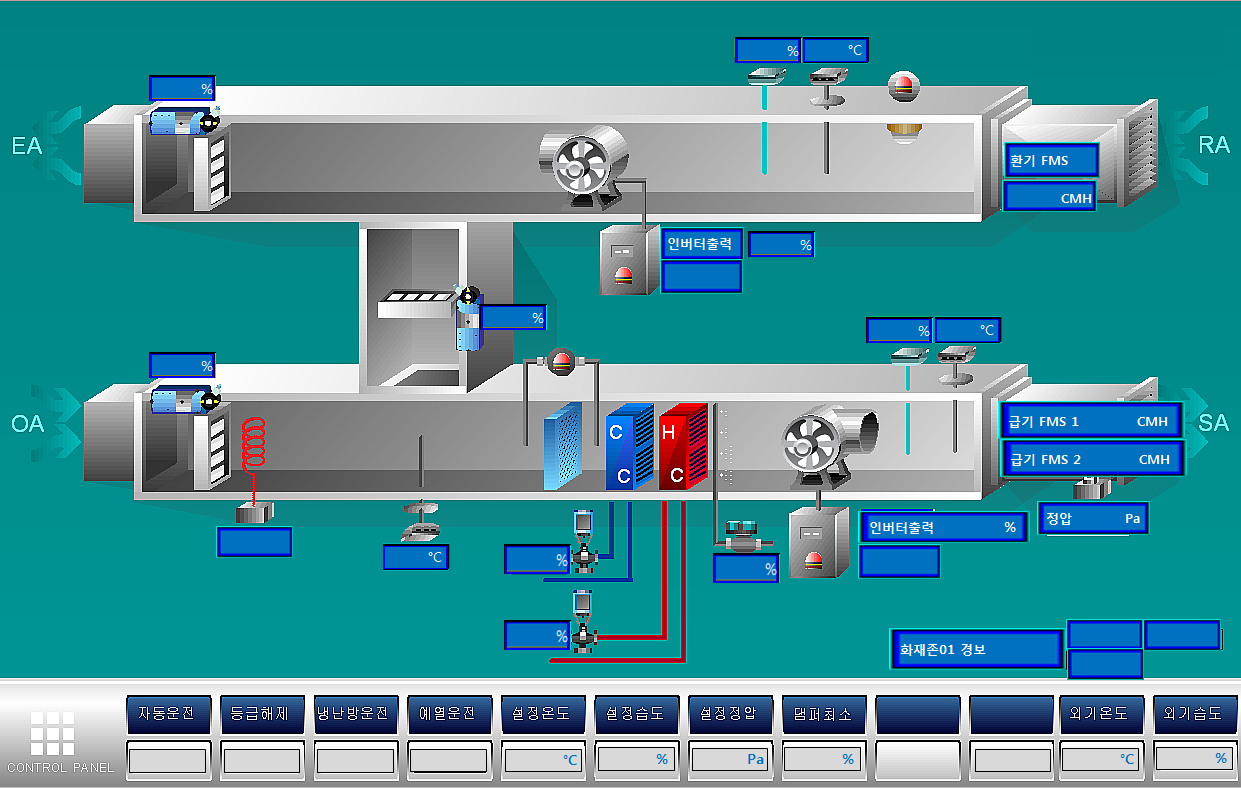 % ℃
%
EA
RA
환기 FMS
CMH
인버터출력 %
%
% ℃
%
OA
SA
급기 FMS 1 CMH
급기 FMS 2 CMH
C H
C C
정압 Pa
인버터출력 %
℃
%
%
%
화재존01 경보
자동운전 등급해제 냉난방운전 예열운전 설정온도 설정습도 설정정압 댐퍼최소 외기온도 외기습도
℃ % Pa % ℃ %
CONTROL PANEL